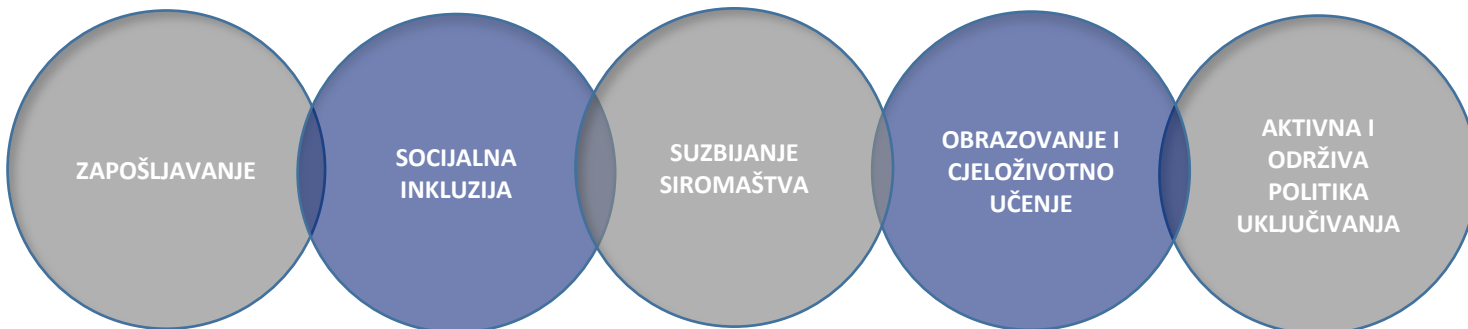 ZAPOŠLJAVANJE
SOCIJALNA
INKLUZIJA
SUZBIJANJE
SIROMAŠTVA
OBRAZOVANJE I
CJELOŽIVOTNO
UČENJE
AKTIVNA I
ODRŽIVA
POLITIKA
UKLJUČIVANJA